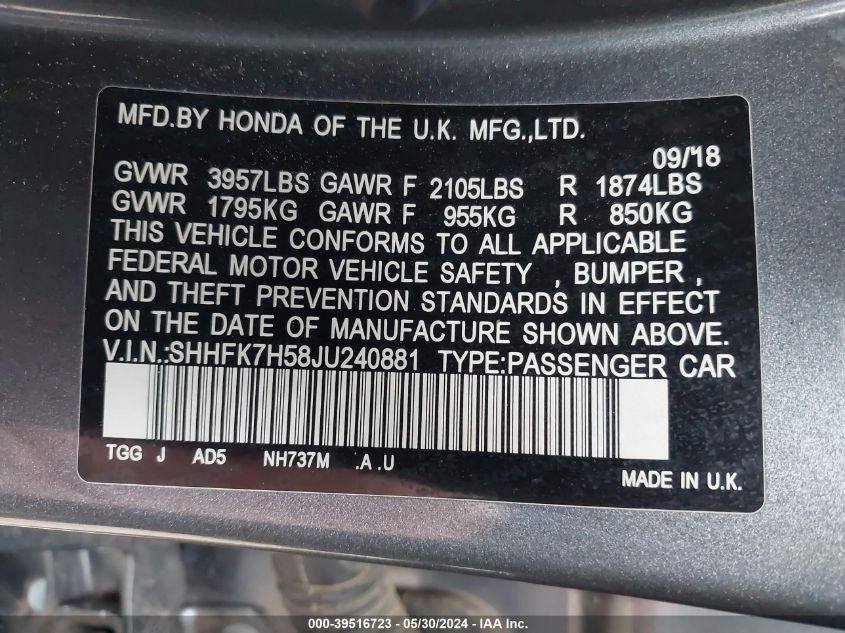 MFD.BY HONDA OF THE U.K. MFG.,LTD.
09/'18
GVWR 3957LBS GAWR F 2105LBS R 1874LBS
GVWR 1795KG GAWR F 955KG R 850KG
THIS VEHICLE CONFORMS TO ALL APPLICABLE
FEDERAL MOTOR VEHICLE SAFETY , BUMPER ,
AND THEFT PREVENTION STANDARDS IN EFFECT
ON THE DATE OF MANUFACTURE SHOWN ABOVE.
V.I.N.:SHHFK7H58JU240881 TYPE:PASSENGER CAR
TGG J AD5 NH737M .A .U
MADE IN U.K.
000-39516723 - 05/30/2024 - IAA Inc.